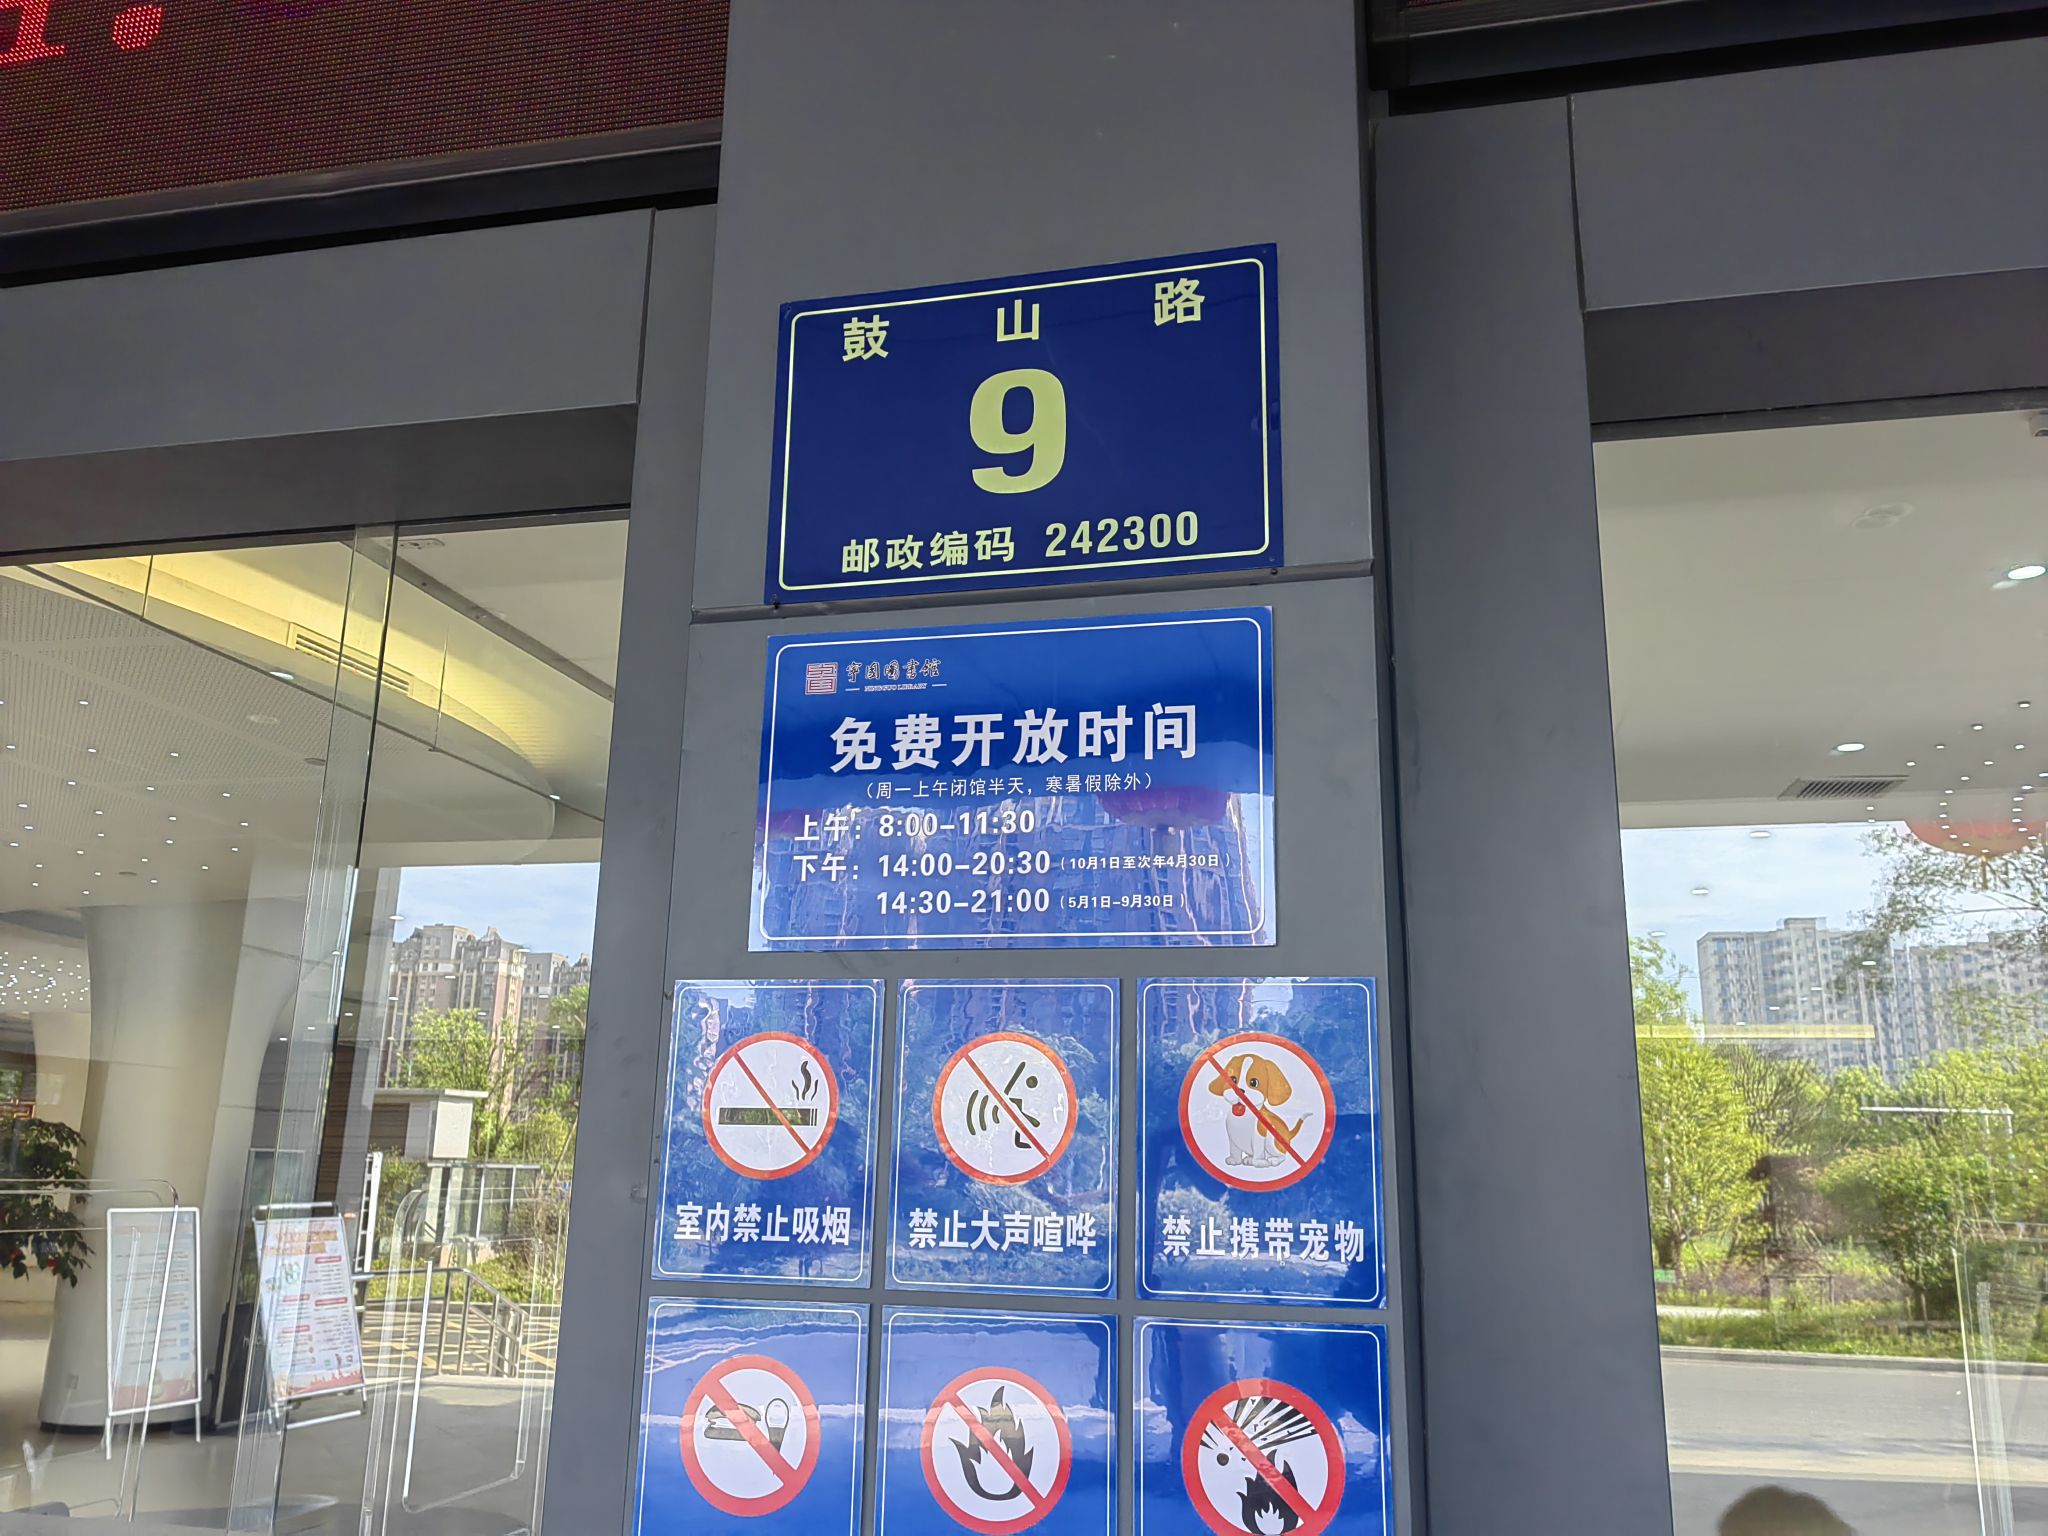 鼓山路
9
邮政编码 242300
宁国图书馆
NINGGUO LIBRARY
免费开放时间
（周一上午闭馆半天，寒暑假除外）
上午：8:00-11:30
下午：14:00-20:30（10月1日至次年4月30日）
14:30-21:00（5月1日-9月30日）
室内禁止吸烟
禁止大声喧哗
禁止携带宠物